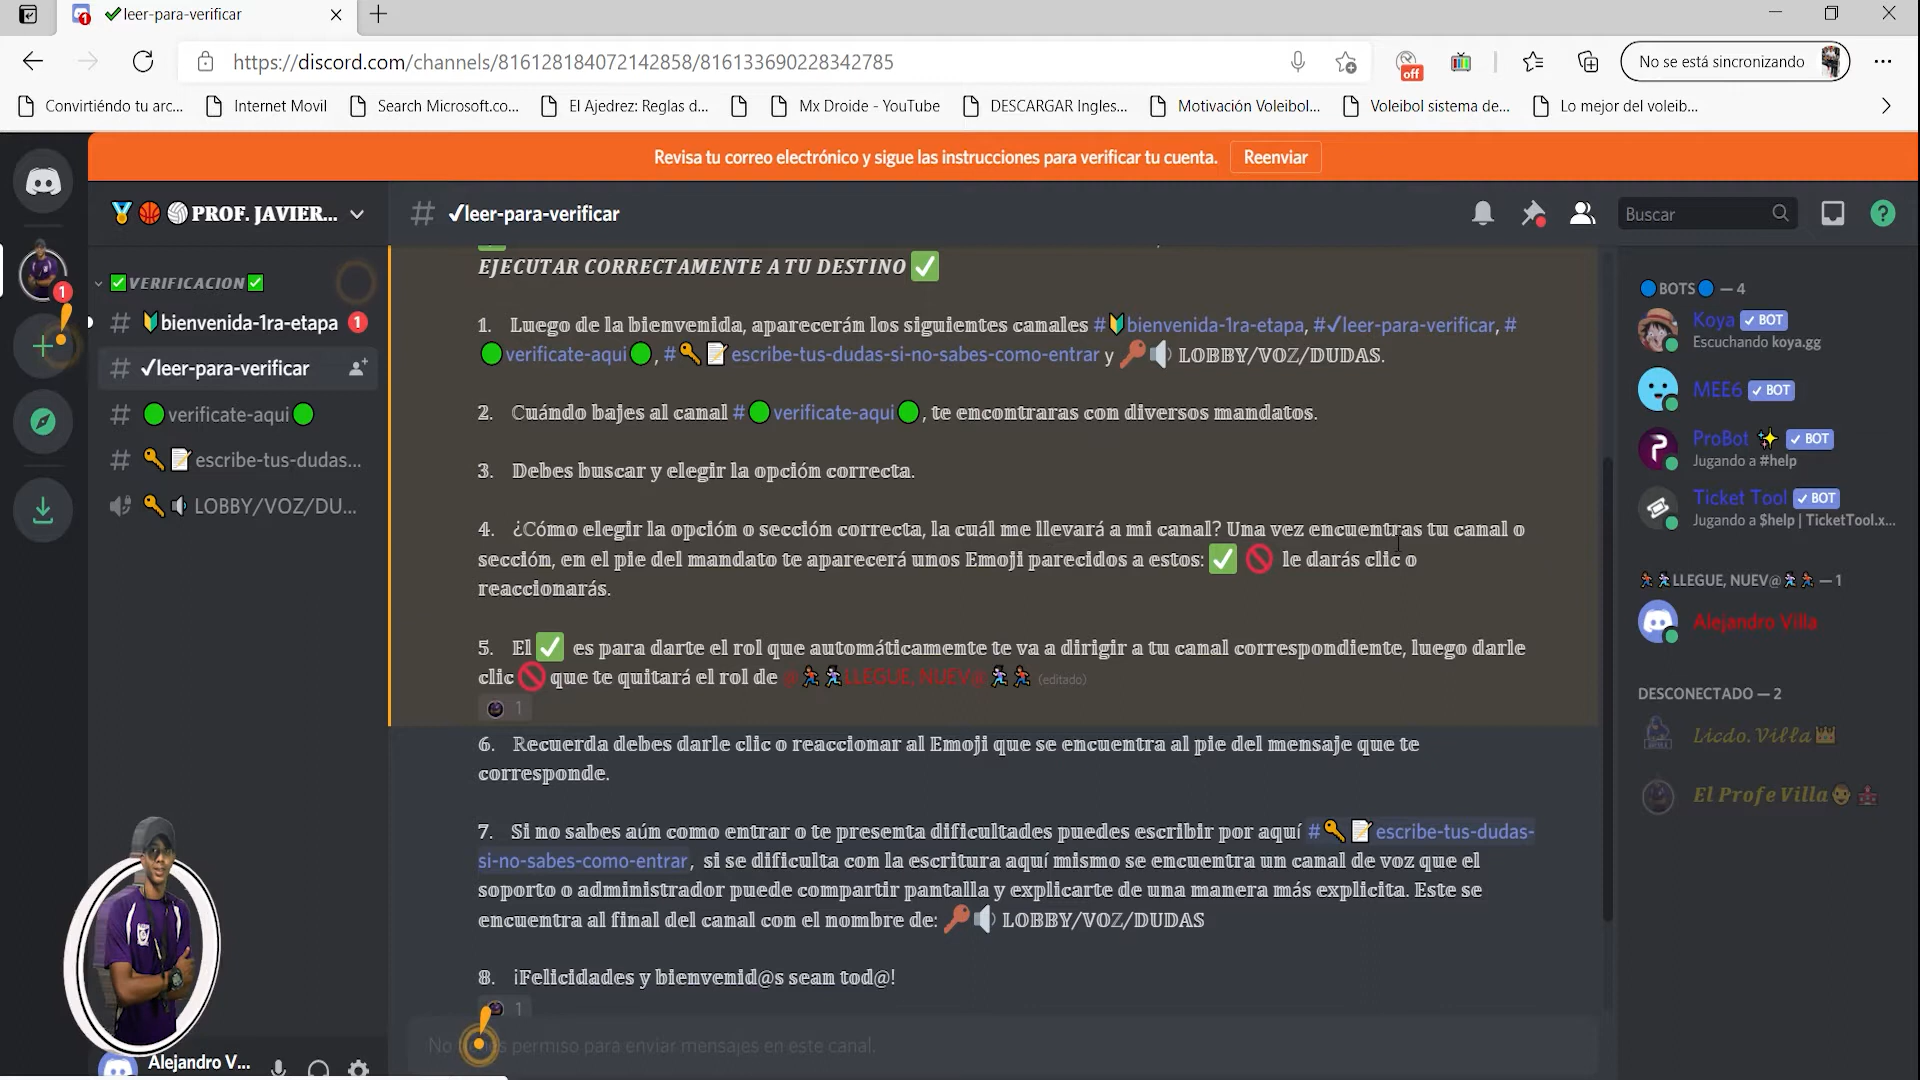 ✔leer-para-verificar
https://discord.com/channels/816128184072142858/816133690228342785
off
No se está sincronizando
Convirtiéndo tu arc...
Internet Movil
Search Microsoft.co...
El Ajedrez: Reglas d...
Mx Droide - YouTube
DESCARGAR Ingles...
Motivación Voleibol...
Voleibol sistema de...
Lo mejor del voleib...
Revisa tu correo electrónico y sigue las instrucciones para verificar tu cuenta.
Reenviar
🏅🏀🏐PROF. JAVIER...
# ✓leer-para-verificar
Buscar
✅VERIFICACION✅
# 🔰bienvenida-1ra-etapa 1
# ✓leer-para-verificar
# 🟢verificate-aqui🟢
# 🔑📝escribe-tus-dudas...
🔑🔈LOBBY/VOZ/DU...
1
EJECUTAR CORRECTAMENTE A TU DESTINO ✅
1. Luego de la bienvenida, aparecerán los siguientes canales #🔰bienvenida-1ra-etapa, #✓leer-para-verificar, #
🟢verificate-aqui🟢, #🔑📝escribe-tus-dudas-si-no-sabes-como-entrar y 🔑🔊LOBBY/VOZ/DUDAS.
2. Cuándo bajes al canal #🟢verificate-aqui🟢, te encontraras con diversos mandatos.
3. Debes buscar y elegir la opción correcta.
4. ¿Cómo elegir la opción o sección correcta, la cuál me llevará a mi canal? Una vez encuentras tu canal o
sección, en el pie del mandato te aparecerá unos Emoji parecidos a estos: ✅ 🚫 le darás clic o
reaccionarás.
5. El ✅ es para darte el rol que automáticamente te va a dirigir a tu canal correspondiente, luego darle
clic🚫que te quitará el rol de @🏃🏃LLEGUE, NUEV@🏃🏃 (editado)
1
6. Recuerda debes darle clic o reaccionar al Emoji que se encuentra al pie del mensaje que te
corresponde.
7. Si no sabes aún como entrar o te presenta dificultades puedes escribir por aquí #🔑📝escribe-tus-dudas-
si-no-sabes-como-entrar, si se dificulta con la escritura aquí mismo se encuentra un canal de voz que el
soporto o administrador puede compartir pantalla y explicarte de una manera más explicita. Este se
encuentra al final del canal con el nombre de: 🔑🔊LOBBY/VOZ/DUDAS
8. ¡Felicidades y bienvenid@s sean tod@!
1
No permiso para enviar mensajes en este canal.
🔵BOTS🔵 — 4
Koya ✓ BOT
Escuchando koya.gg
MEE6 ✓ BOT
ProBot ✨ ✓ BOT
Jugando a #help
Ticket Tool ✓ BOT
Jugando a $help | TicketTool.x...
🏃🏃LLEGUE, NUEV@🏃🏃 — 1
Alejandro Villa
DESCONECTADO — 2
Licdo. Villa👑
El Profe Villa
Alejandro V...